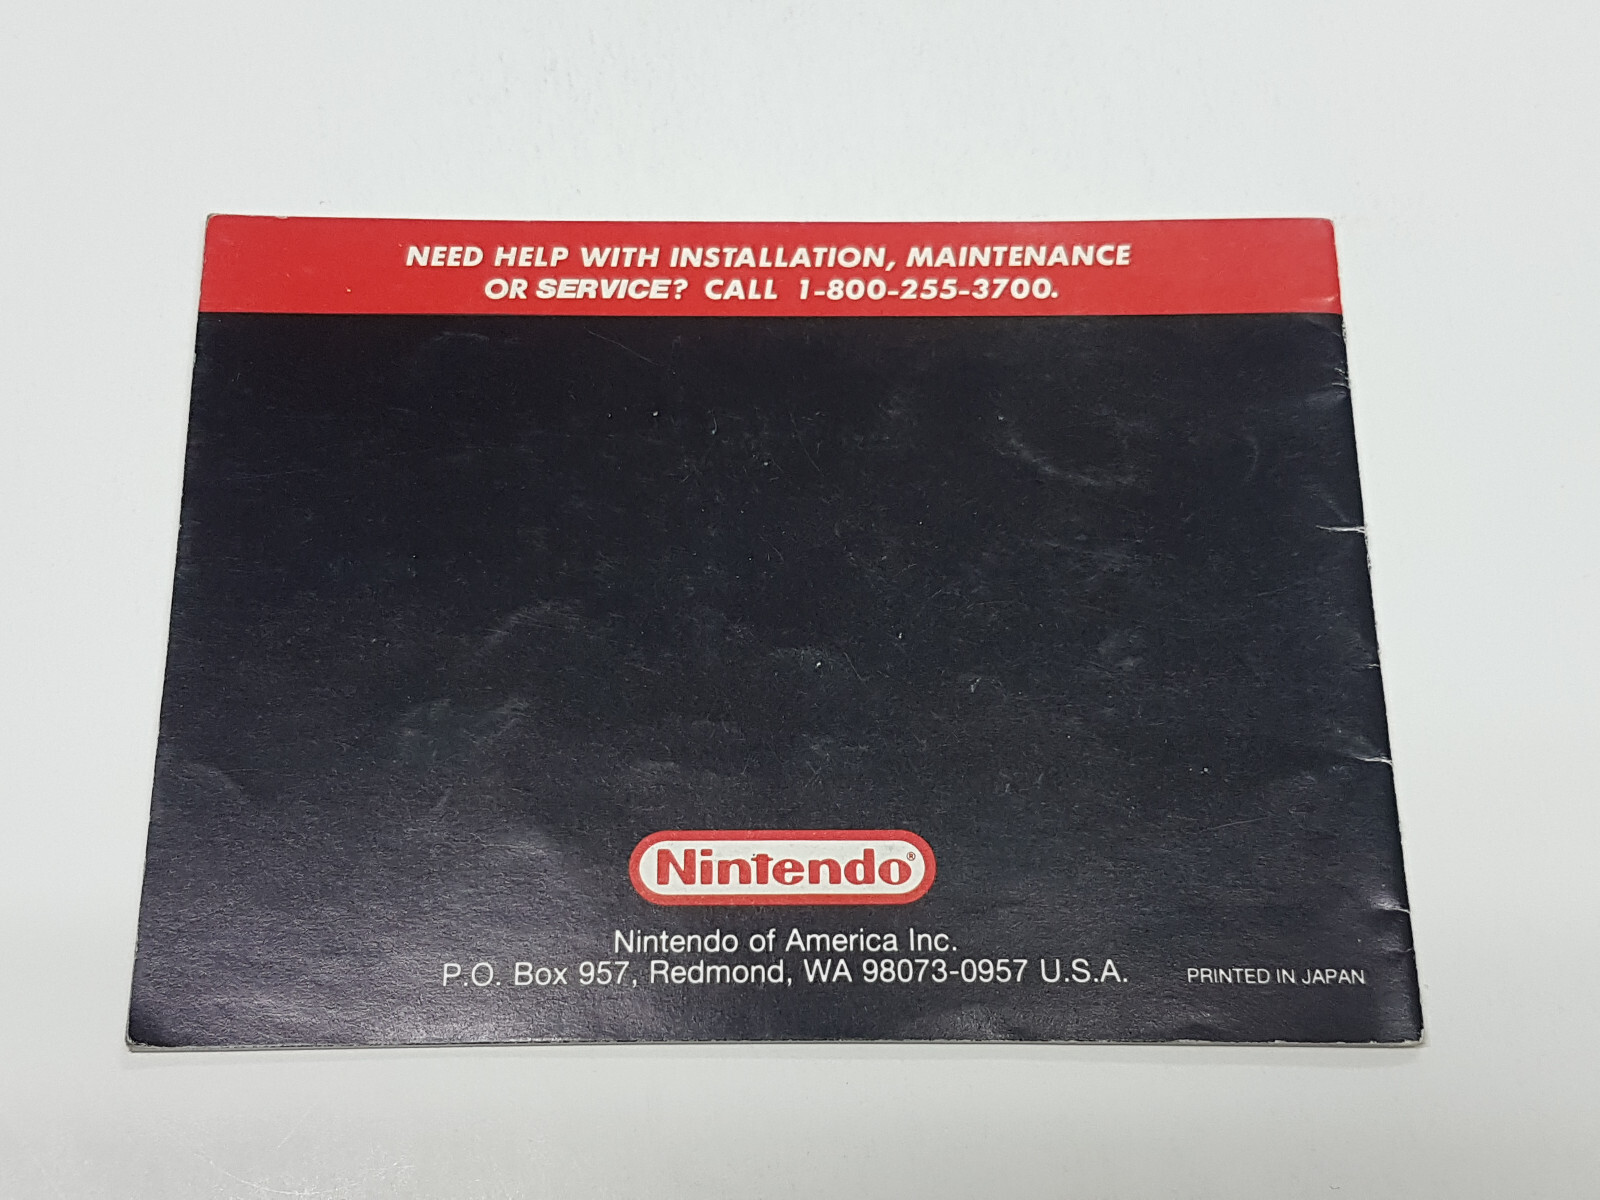 NEED HELP WITH INSTALLATION, MAINTENANCE
OR SERVICE? CALL 1-800-255-3700.
Nintendo®
Nintendo of America Inc.
P.O. Box 957, Redmond, WA 98073-0957 U.S.A.
PRINTED IN JAPAN